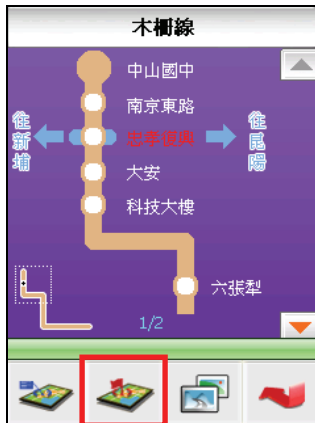 木柵線
中山國中
南京東路
往新埔
忠孝復興
往昆陽
大安
科技大樓
六張犁
1/2